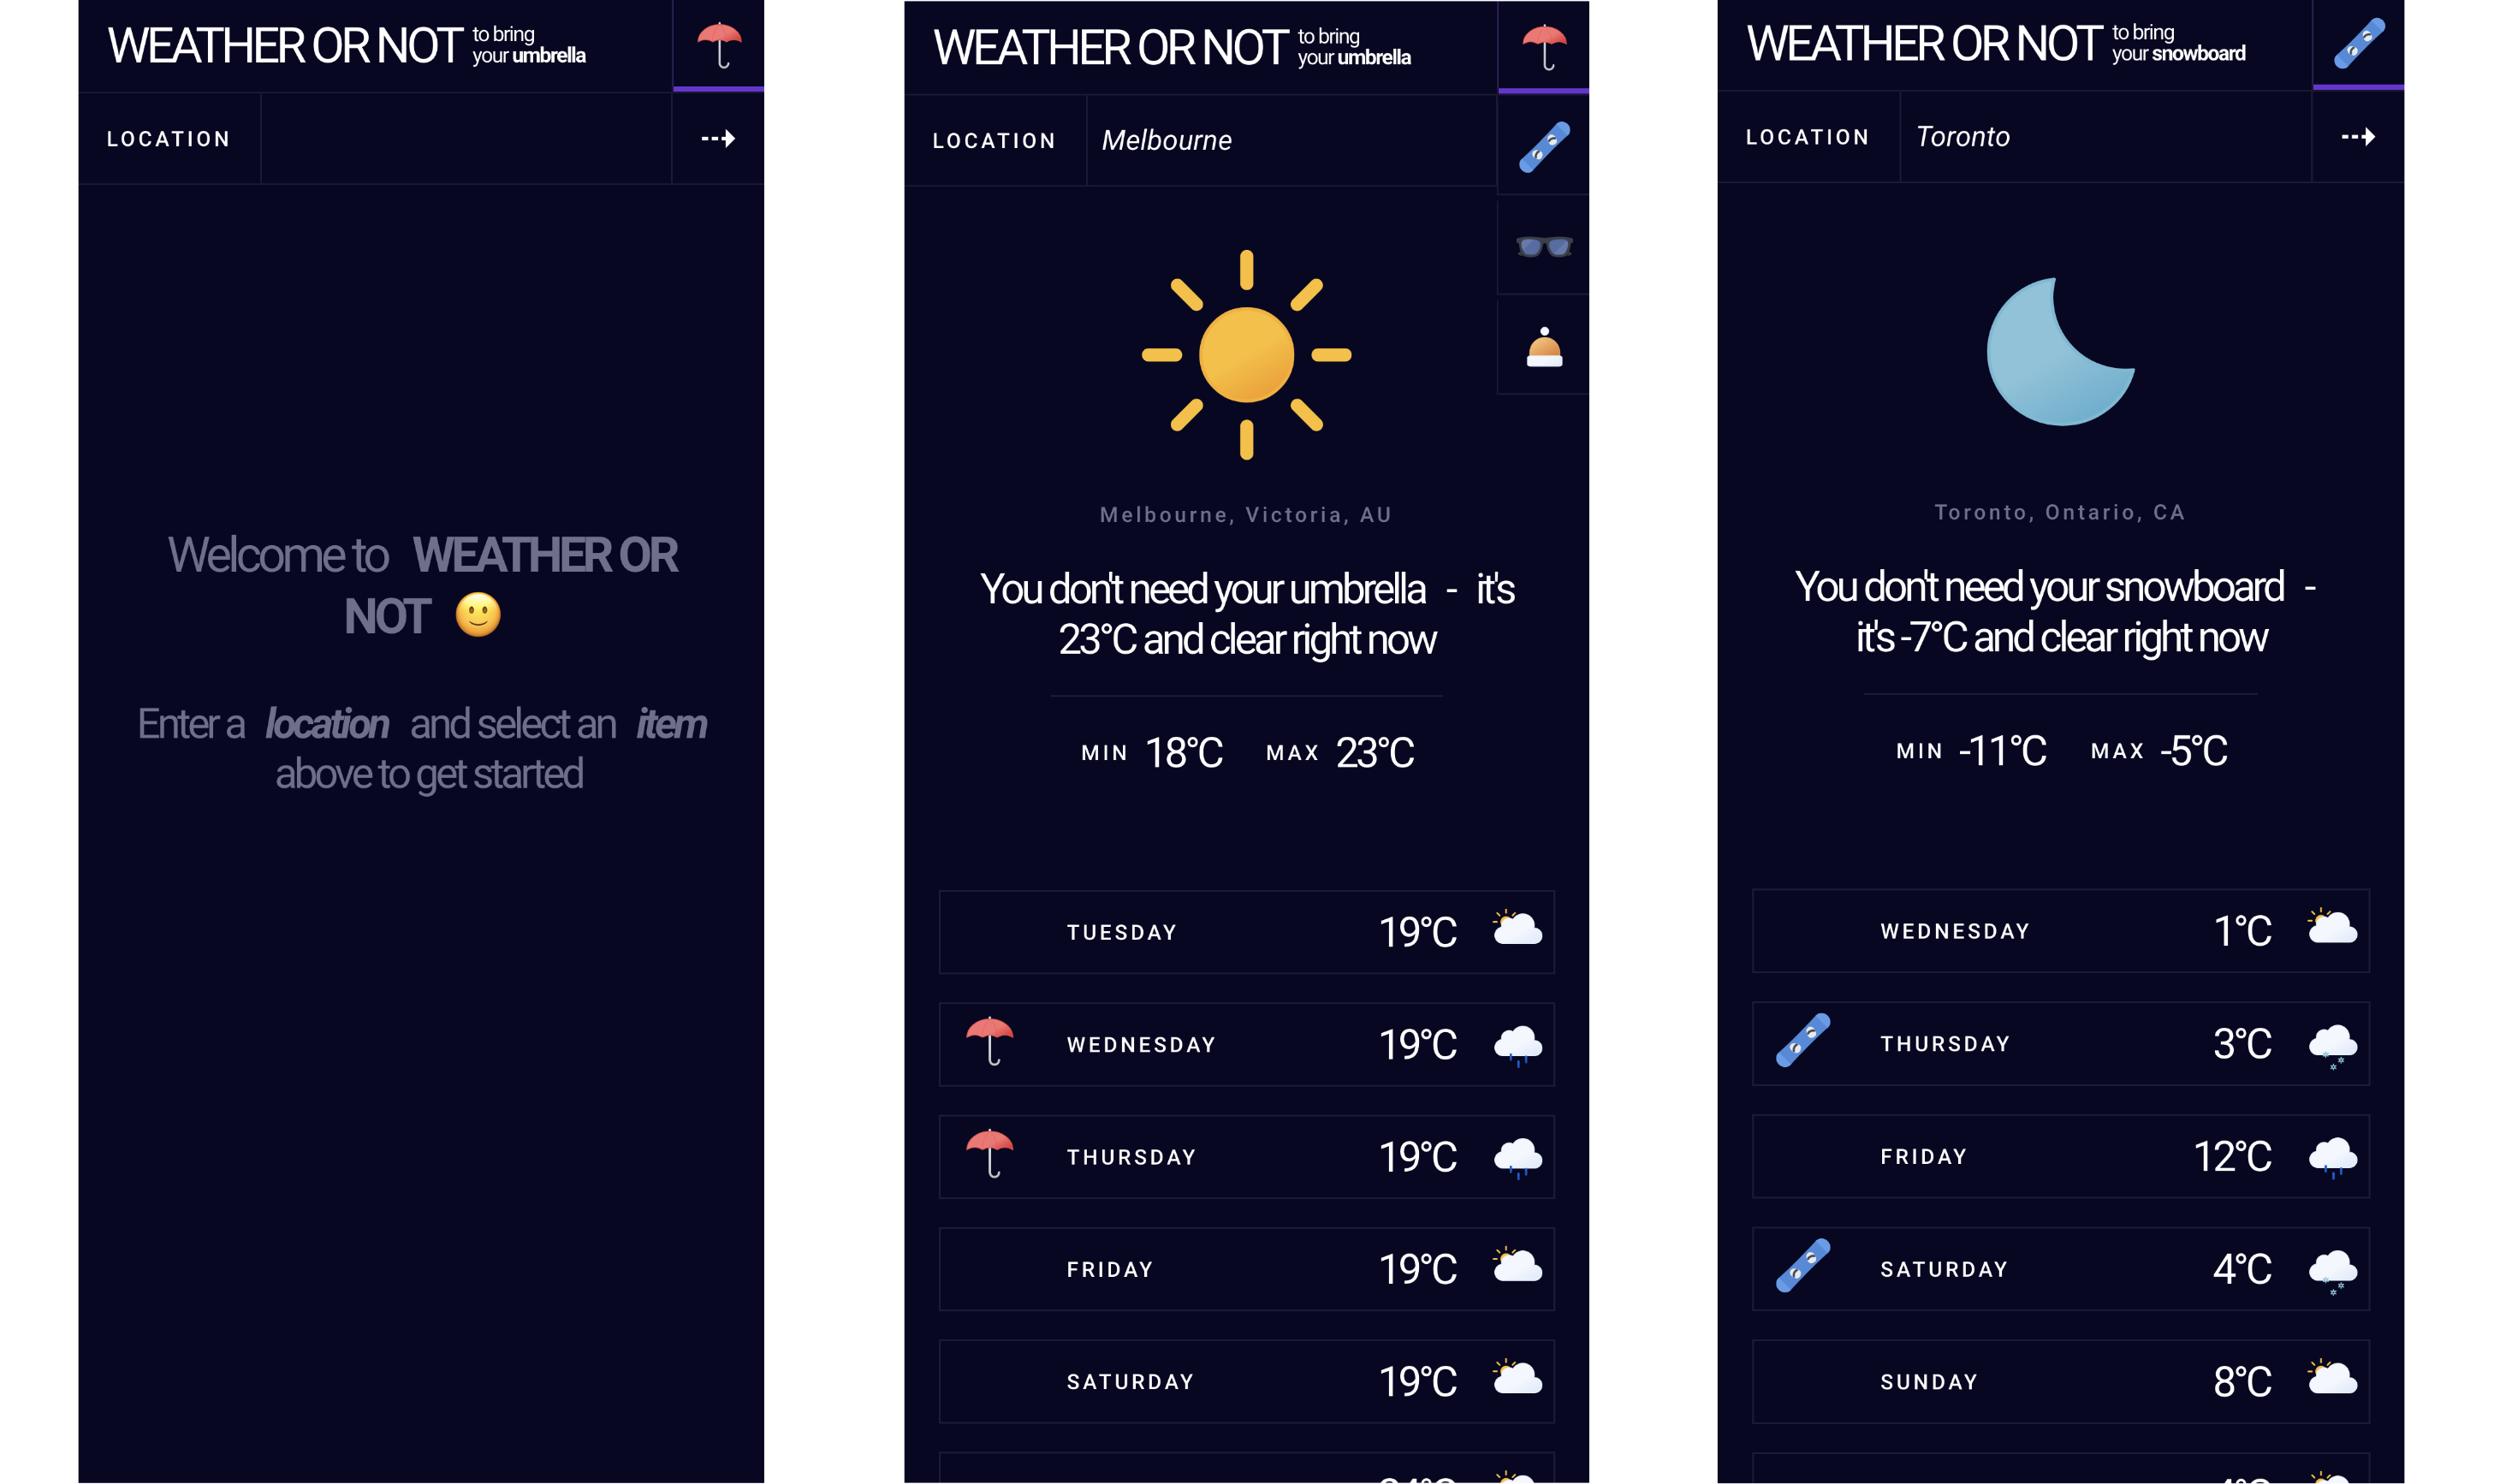 WEATHER OR NOT to bring
your umbrella
LOCATION
Welcome to WEATHER OR
NOT
Enter a location and select an item
above to get started
WEATHER OR NOT to bring
your umbrella
LOCATION Melbourne
Melbourne, Victoria, AU
You don't need your umbrella - it's
23°C and clear right now
MIN 18°C MAX 23°C
TUESDAY 19°C
WEDNESDAY 19°C
THURSDAY 19°C
FRIDAY 19°C
SATURDAY 19°C
WEATHER OR NOT to bring
your snowboard
LOCATION Toronto
Toronto, Ontario, CA
You don't need your snowboard -
it's -7°C and clear right now
MIN -11°C MAX -5°C
WEDNESDAY 1°C
THURSDAY 3°C
FRIDAY 12°C
SATURDAY 4°C
SUNDAY 8°C